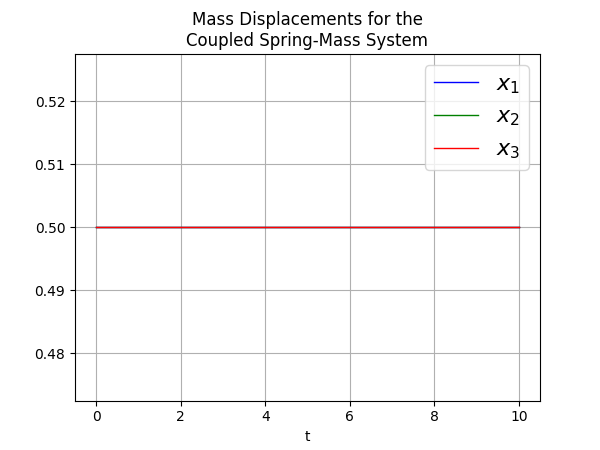 Mass Displacements for the
Coupled Spring-Mass System
x₁
x₂
x₃
0.52
0.51
0.50
0.49
0.48
0 2 4 6 8 10
t